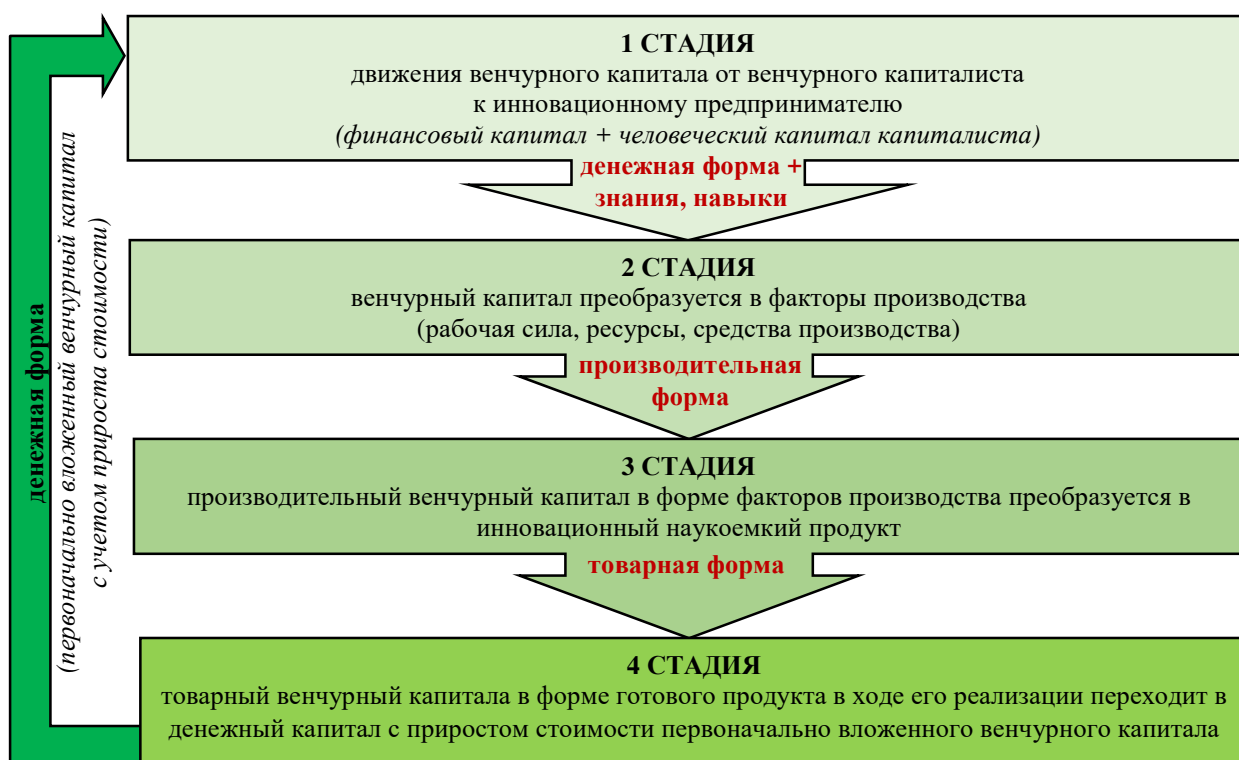 1 СТАДИЯ
движения венчурного капитала от венчурного капиталиста
к инновационному предпринимателю
(финансовый капитал + человеческий капитал капиталиста)
денежная форма +
знания, навыки
2 СТАДИЯ
венчурный капитал преобразуется в факторы производства
(рабочая сила, ресурсы, средства производства)
производительная
форма
3 СТАДИЯ
производительный венчурный капитал в форме факторов производства преобразуется в
инновационный наукоемкий продукт
товарная форма
4 СТАДИЯ
товарный венчурный капитала в форме готового продукта в ходе его реализации переходит в
денежный капитал с приростом стоимости первоначально вложенного венчурного капитала
денежная форма
(первоначально вложенный венчурный капитал
с учетом прироста стоимости)